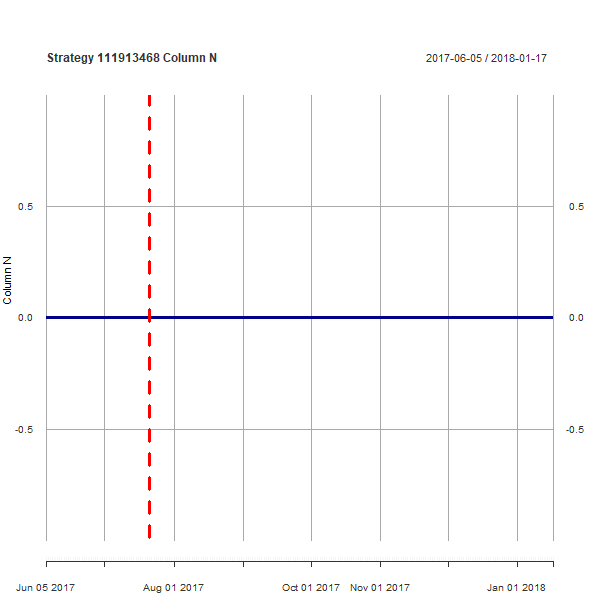 Strategy 111913468 Column N
2017-06-05 / 2018-01-17
0.5
0.5
Column N
0.0
0.0
-0.5
-0.5
Jun 05 2017
Aug 01 2017
Oct 01 2017
Nov 01 2017
Jan 01 2018